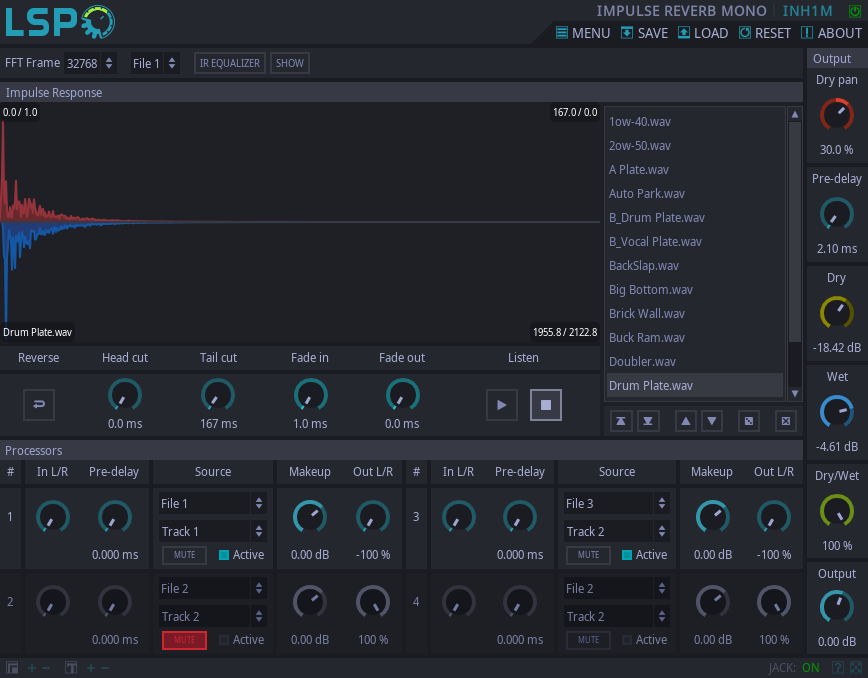 LSP
IMPULSE REVERB MONO INH1M
MENU SAVE LOAD RESET ABOUT
FFT Frame 32768 File 1 IR EQUALIZER SHOW
Impulse Response
0.0 / 1.0 167.0 / 0.0
Drum Plate.wav 1955.8 / 2122.8
1ow-40.wav
2ow-50.wav
A Plate.wav
Auto Park.wav
B_Drum Plate.wav
B_Vocal Plate.wav
BackSlap.wav
Big Bottom.wav
Brick Wall.wav
Buck Ram.wav
Doubler.wav
Drum Plate.wav
Reverse Head cut Tail cut Fade in Fade out Listen
0.0 ms 167 ms 1.0 ms 0.0 ms
Output
Dry pan
30.0 %
Pre-delay
2.10 ms
Dry
-18.42 dB
Wet
-4.61 dB
Dry/Wet
100 %
Output
0.00 dB
Processors
# In L/R Pre-delay Source Makeup Out L/R # In L/R Pre-delay Source Makeup Out L/R
1 File 1 3 File 3
Track 1 Track 2
0.000 ms MUTE Active 0.00 dB -100 % 0.000 ms MUTE Active 0.00 dB -100 %
2 File 2 4 File 2
Track 2 Track 2
0.000 ms MUTE Active 0.00 dB 100 % 0.000 ms MUTE Active 0.00 dB 100 %
+ − T + − JACK: ON ?